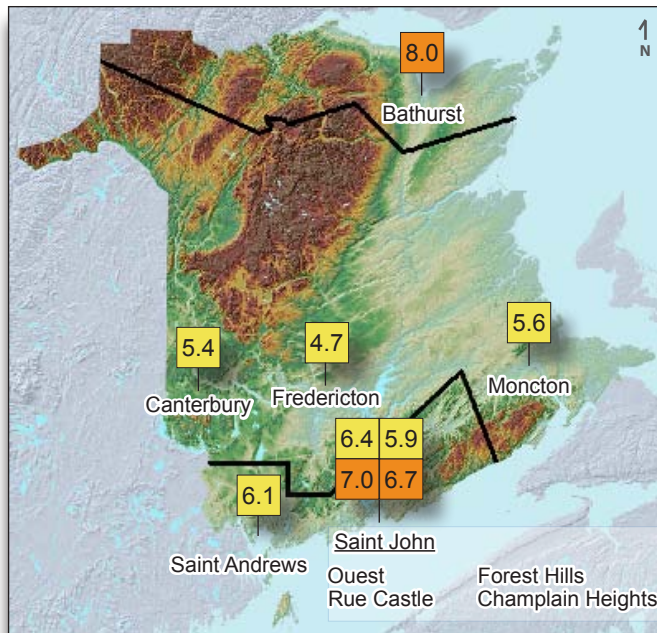 N
8.0
Bathurst
5.4
Canterbury
4.7
Fredericton
5.6
Moncton
6.4 5.9
7.0 6.7
6.1
Saint Andrews
Saint John
Ouest Forest Hills
Rue Castle Champlain Heights